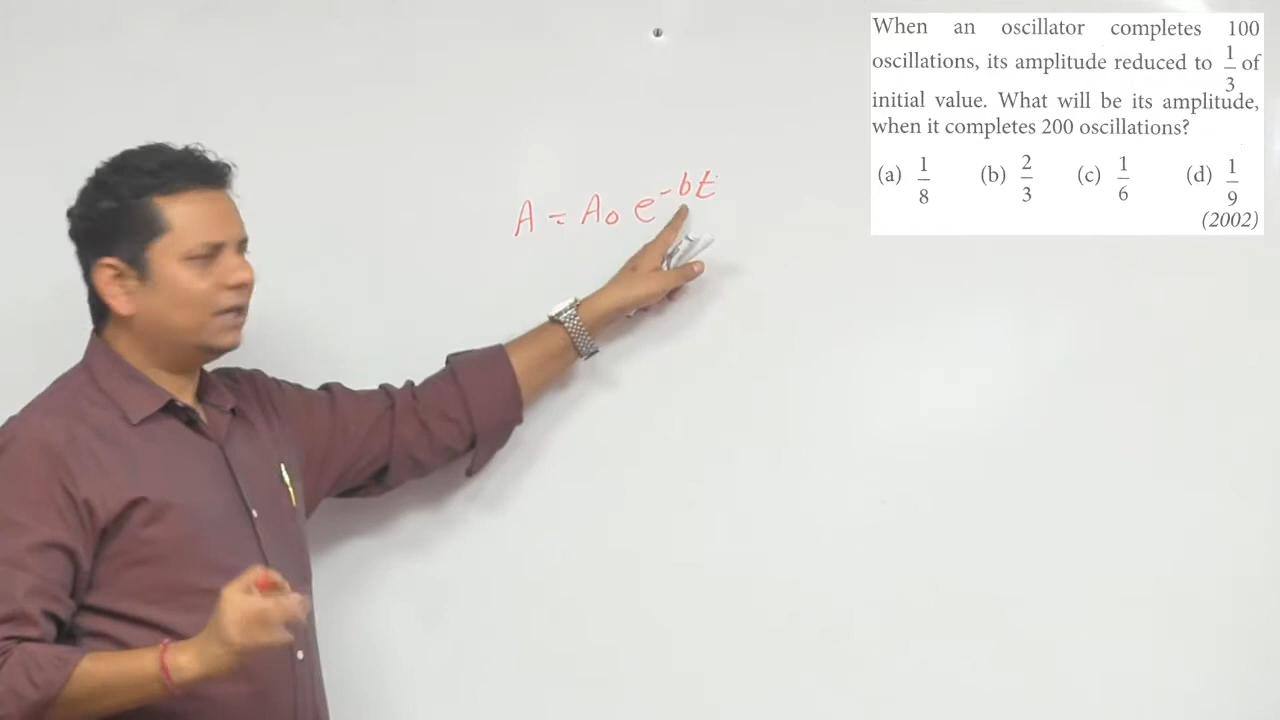 A = A₀ e^-bt
When an oscillator completes 100
oscillations, its amplitude reduced to 1/3 of
initial value. What will be its amplitude,
when it completes 200 oscillations?
(a) 1/8 (b) 2/3 (c) 1/6 (d) 1/9
(2002)